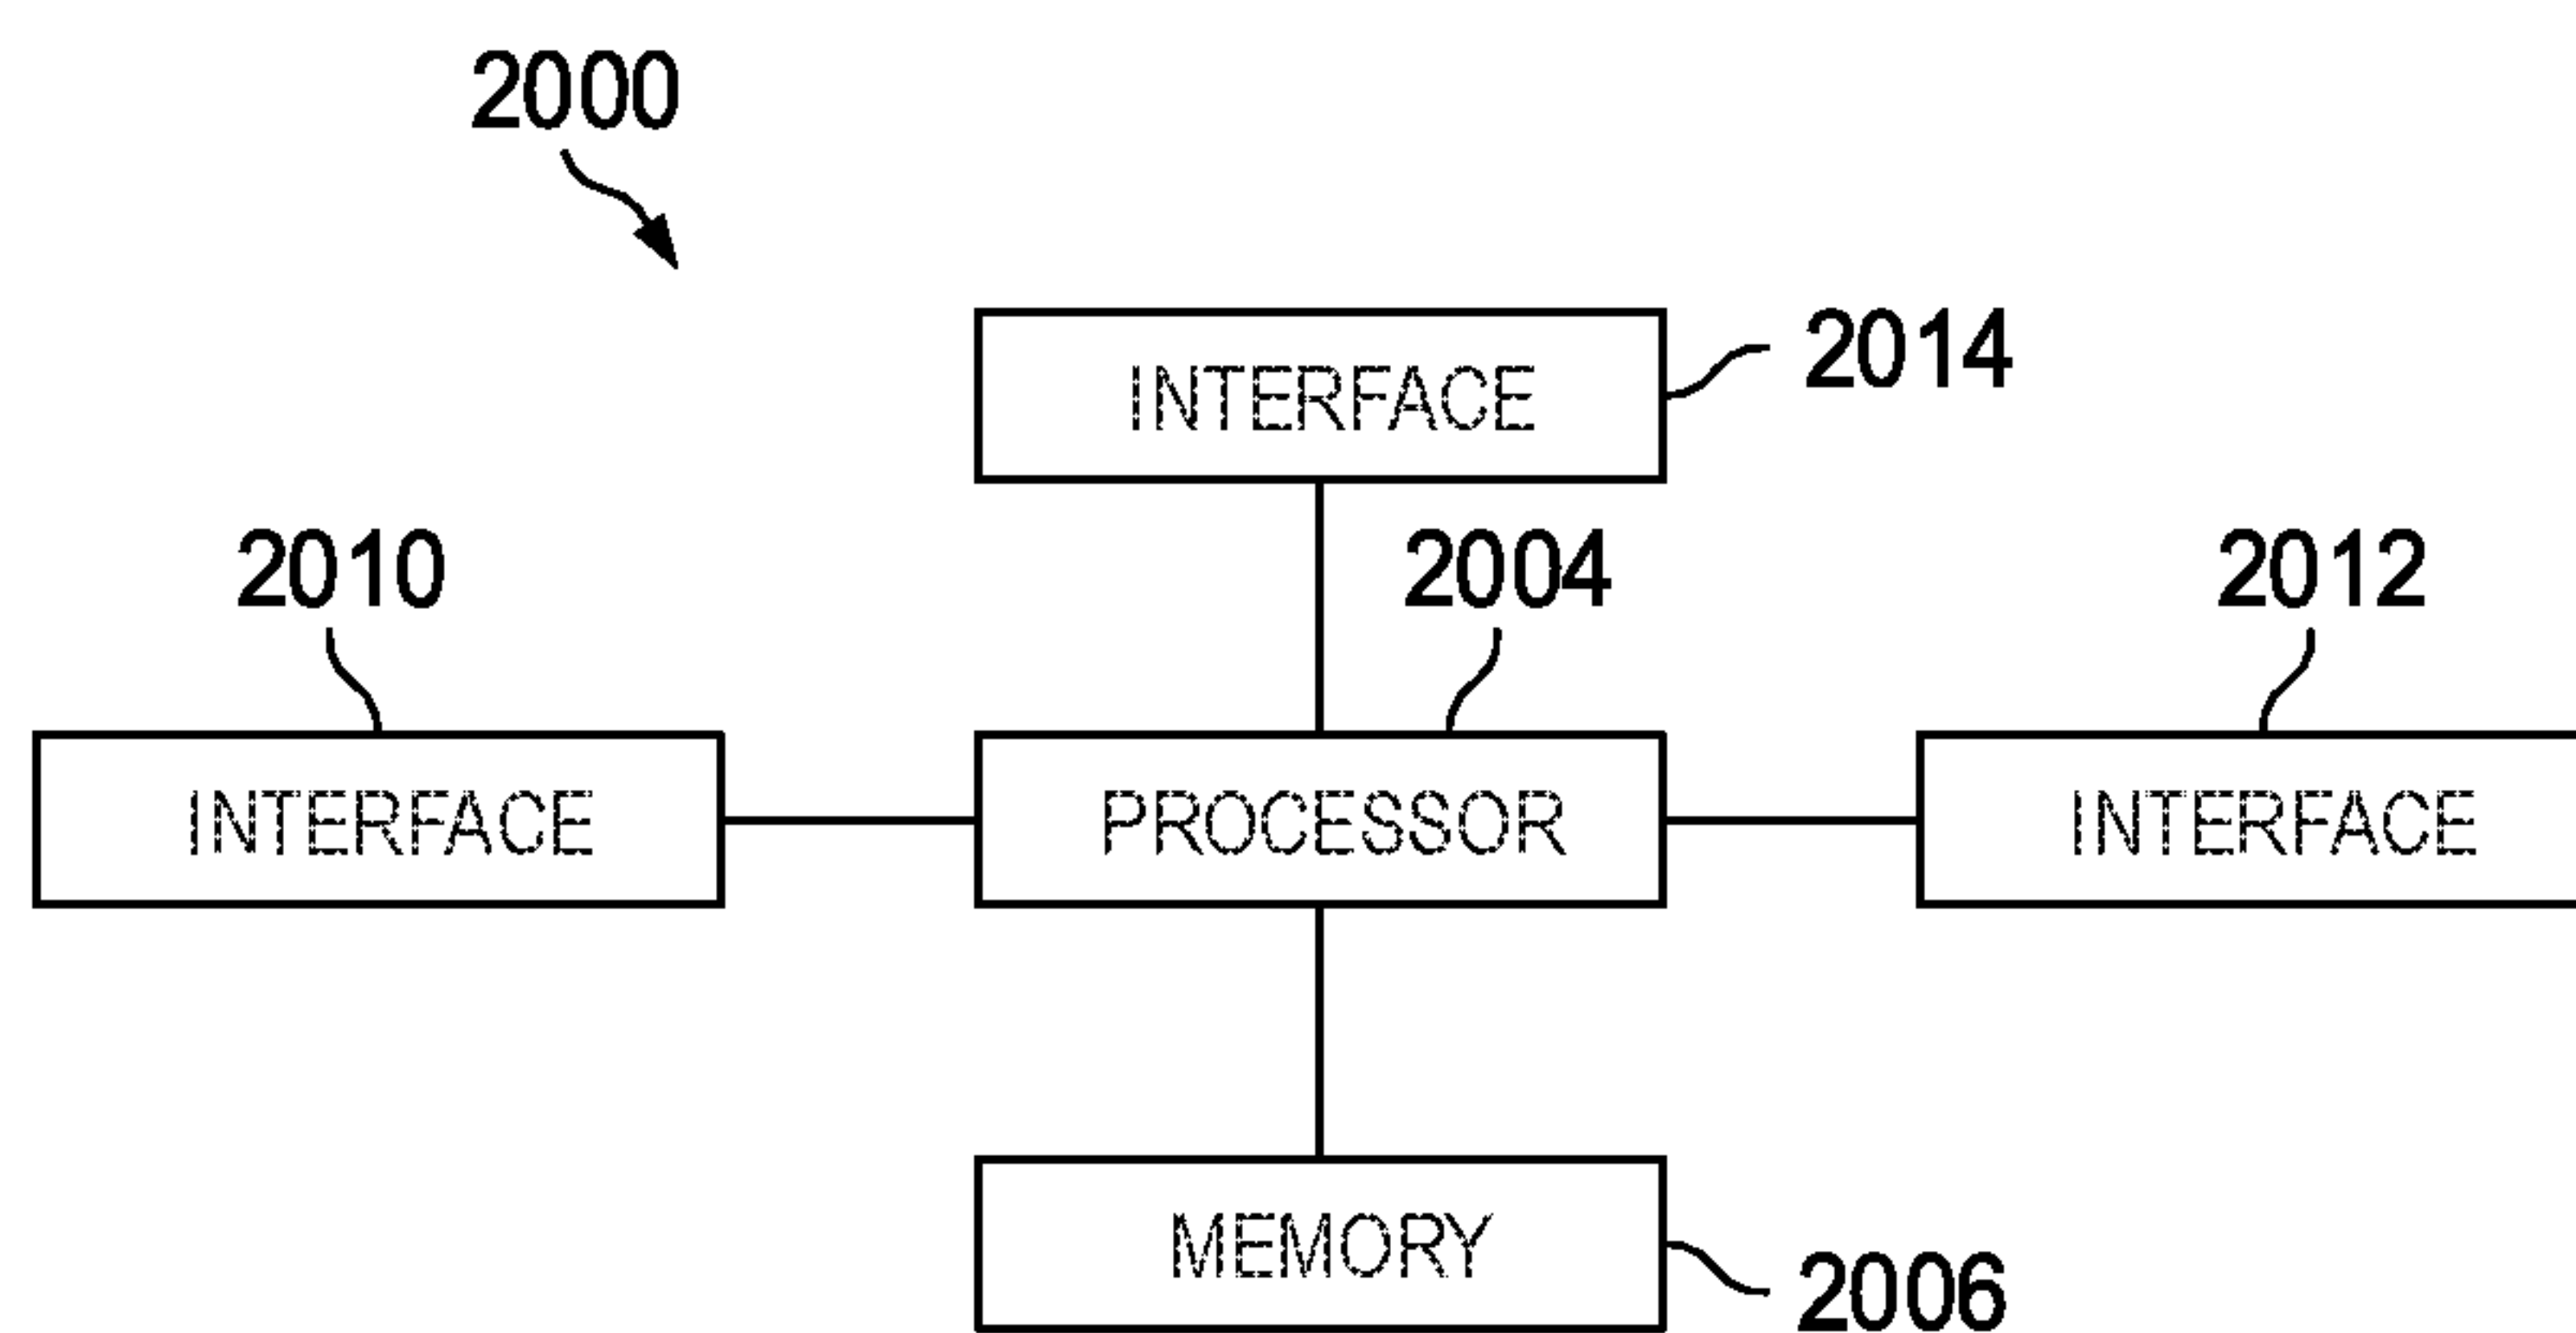 2000
INTERFACE
2014
2010
2004
2012
INTERFACE
PROCESSOR
INTERFACE
MEMORY
2006